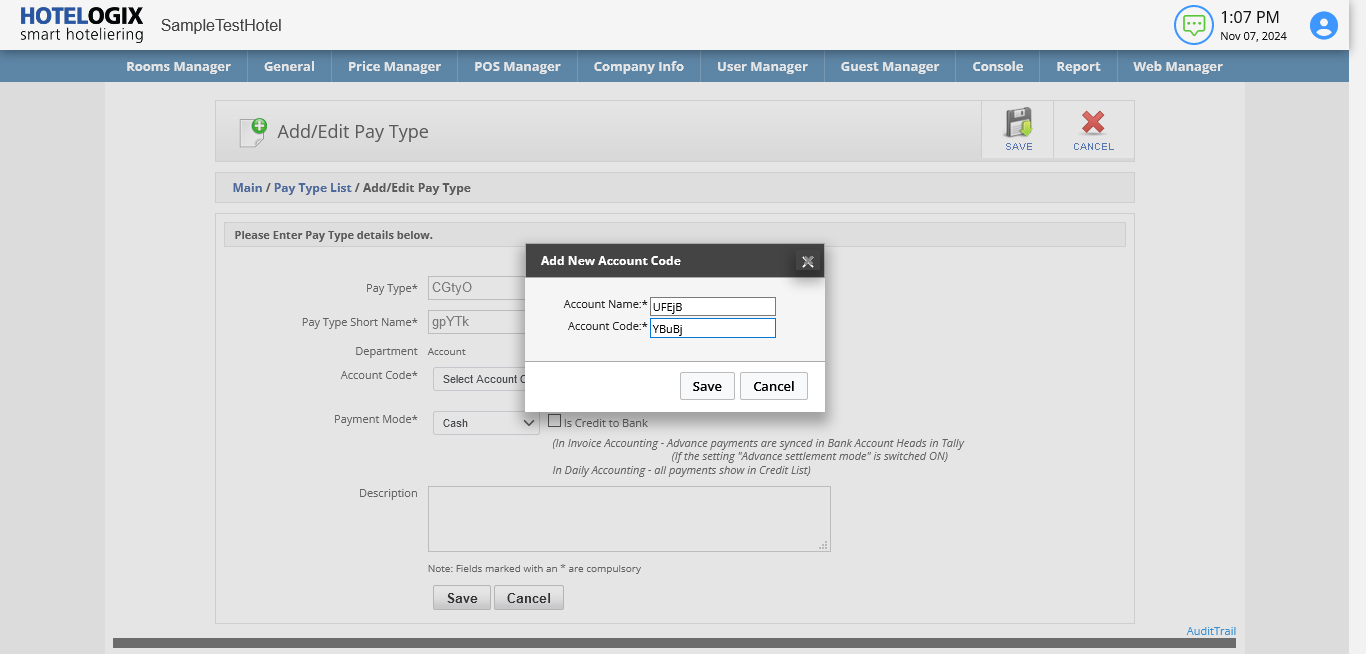 HOTELOGIX
smart hoteliering
SampleTestHotel
1:07 PM
Nov 07, 2024
Rooms Manager General Price Manager POS Manager Company Info User Manager Guest Manager Console Report Web Manager
Add/Edit Pay Type
SAVE
CANCEL
Main / Pay Type List / Add/Edit Pay Type
Please Enter Pay Type details below.
Add New Account Code
Account Name:* UFEjB
Account Code:* YBuBj
Save Cancel
Pay Type* CGtyO
Pay Type Short Name* gpYTk
Department Account
Account Code* Select Account C
Payment Mode* Cash Is Credit to Bank
(In Invoice Accounting - Advance payments are synced in Bank Account Heads in Tally
(If the setting "Advance settlement mode" is switched ON)
In Daily Accounting - all payments show in Credit List)
Description
Note: Fields marked with an * are compulsory
Save Cancel
AuditTrail